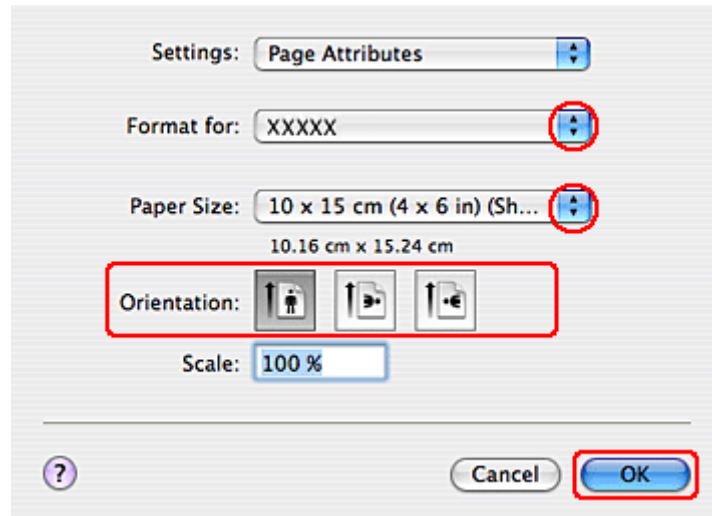 Settings: Page Attributes
Format for: XXXXX
Paper Size: 10 x 15 cm (4 x 6 in) (Sh...
10.16 cm x 15.24 cm
Orientation:
Scale: 100 %
? Cancel OK